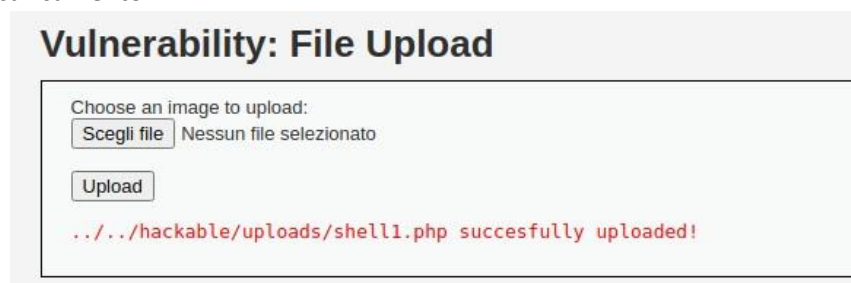 Vulnerability: File Upload
Choose an image to upload:
Scegli file Nessun file selezionato
Upload
../../hackable/uploads/shell1.php succesfully uploaded!